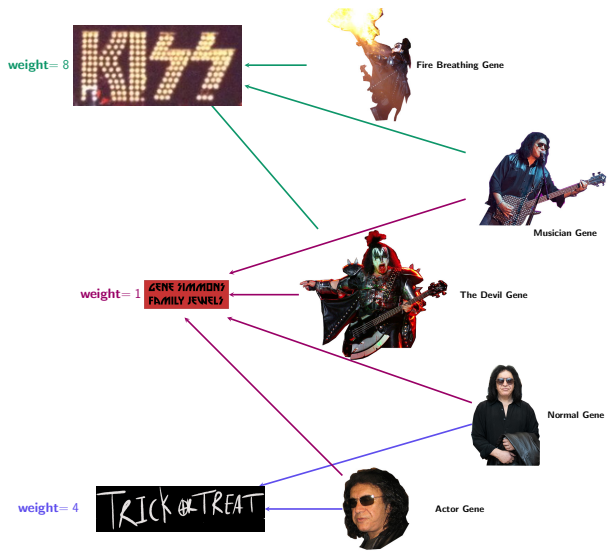 KISS
weight= 8
Fire Breathing Gene
Musician Gene
GENE SIMMONS
FAMILY JEWELS
weight= 1
The Devil Gene
Normal Gene
TRICK OR TREAT
weight= 4
Actor Gene